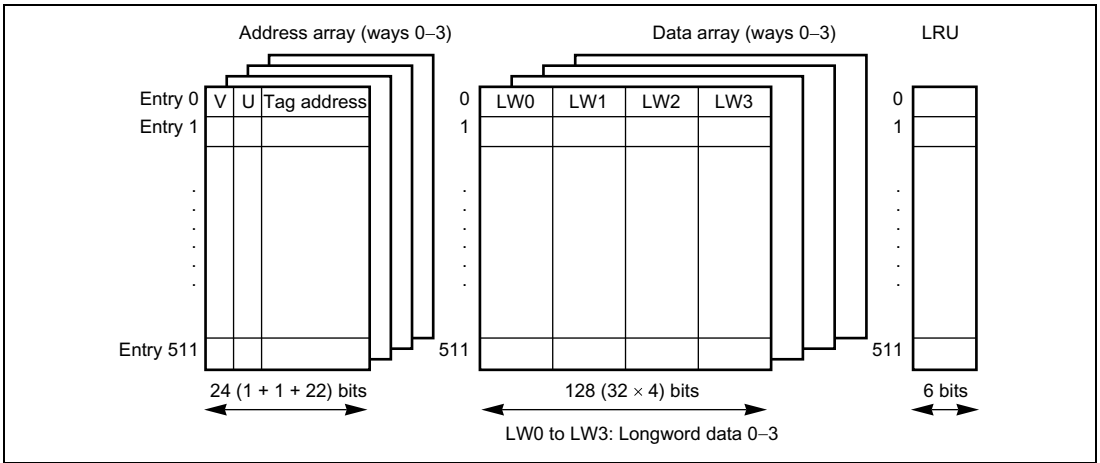 Address array (ways 0–3) Data array (ways 0–3) LRU
Entry 0 V U Tag address 0 LW0 LW1 LW2 LW3 0
Entry 1 1 1
Entry 511 511 511
24 (1 + 1 + 22) bits 128 (32 × 4) bits 6 bits
LW0 to LW3: Longword data 0–3